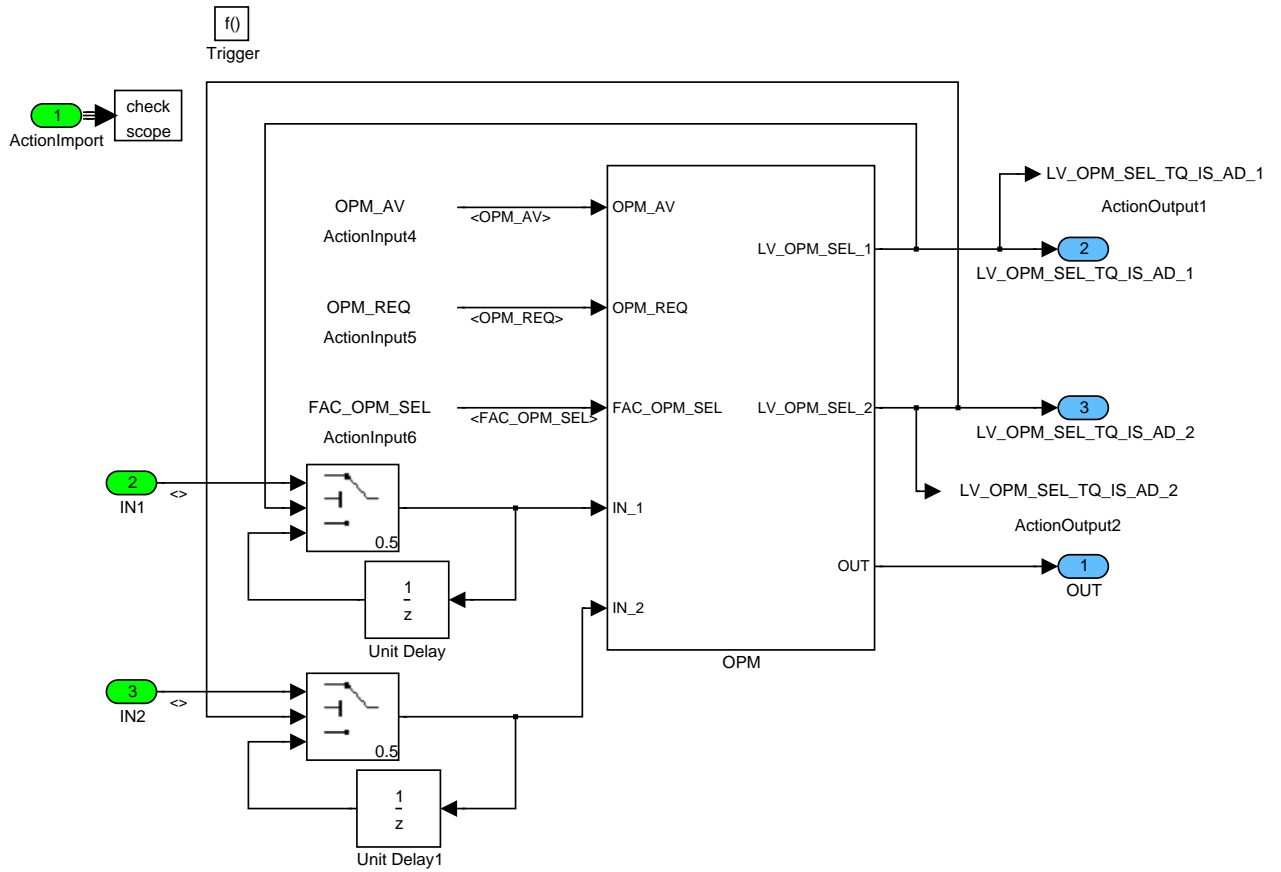 f()
Trigger
1
ActionImport
check
scope
OPM_AV
ActionInput4
<OPM_AV>
OPM_REQ
ActionInput5
<OPM_REQ>
FAC_OPM_SEL
ActionInput6
<FAC_OPM_SEL>
OPM_AV
OPM_REQ
FAC_OPM_SEL
IN_1
IN_2
LV_OPM_SEL_1
LV_OPM_SEL_2
OUT
OPM
LV_OPM_SEL_TQ_IS_AD_1
ActionOutput1
2
LV_OPM_SEL_TQ_IS_AD_1
3
LV_OPM_SEL_TQ_IS_AD_2
LV_OPM_SEL_TQ_IS_AD_2
ActionOutput2
1
OUT
2
IN1
<>
0.5
1
z
Unit Delay
3
IN2
<>
0.5
1
z
Unit Delay1